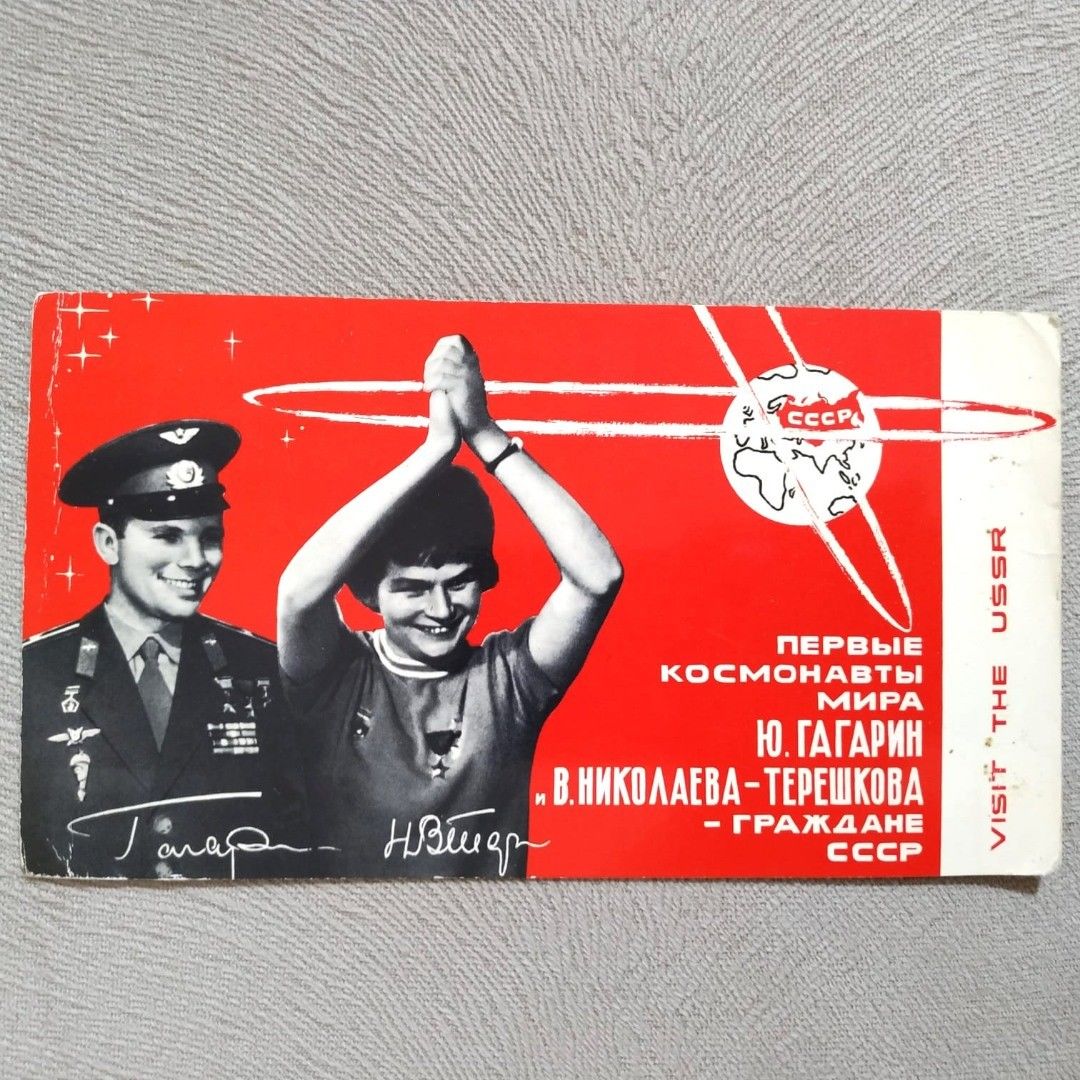 СССР
ПЕРВЫЕ
КОСМОНАВТЫ
МИРА
Ю. ГАГАРИН
и В. НИКОЛАЕВА-ТЕРЕШКОВА
- ГРАЖДАНЕ
СССР
VISIT THE USSR
Гагарин